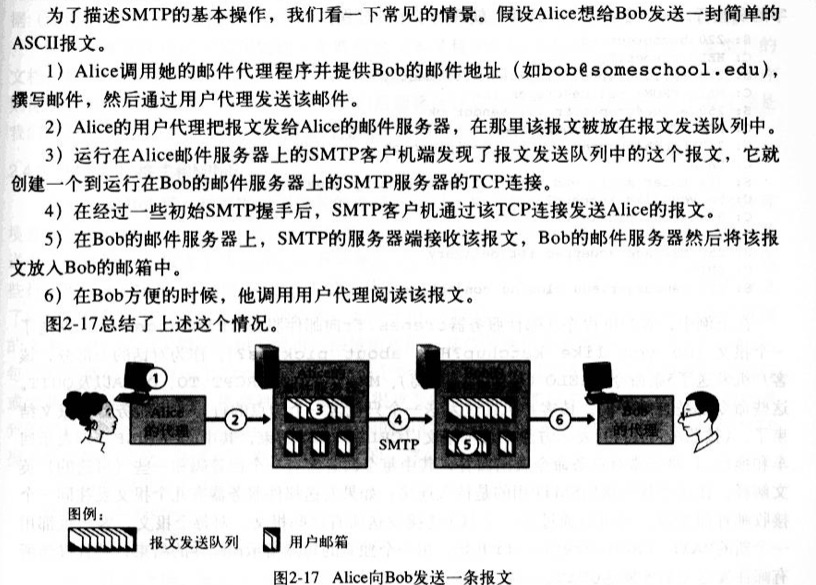 为了描述SMTP的基本操作，我们看一下常见的情景。假设Alice想给Bob发送一封简单的
ASCII报文。
1）Alice调用她的邮件代理程序并提供Bob的邮件地址（如bob@someschool.edu），
撰写邮件，然后通过用户代理发送该邮件。
2）Alice的用户代理把报文发给Alice的邮件服务器，在那里该报文被放在报文发送队列中。
3）运行在Alice邮件服务器上的SMTP客户机端发现了报文发送队列中的这个报文，它就
创建一个到运行在Bob的邮件服务器上的SMTP服务器的TCP连接。
4）在经过一些初始SMTP握手后，SMTP客户机通过该TCP连接发送Alice的报文。
5）在Bob的邮件服务器上，SMTP的服务器端接收该报文，Bob的邮件服务器然后将该报
文放入Bob的邮箱中。
6）在Bob方便的时候，他调用用户代理阅读该报文。
图2-17总结了上述这个情况。
①
Alice
的代理
②
③
④
SMTP
⑤
⑥
Bob
的代理
图例：
报文发送队列
用户邮箱
图2-17 Alice向Bob发送一条报文